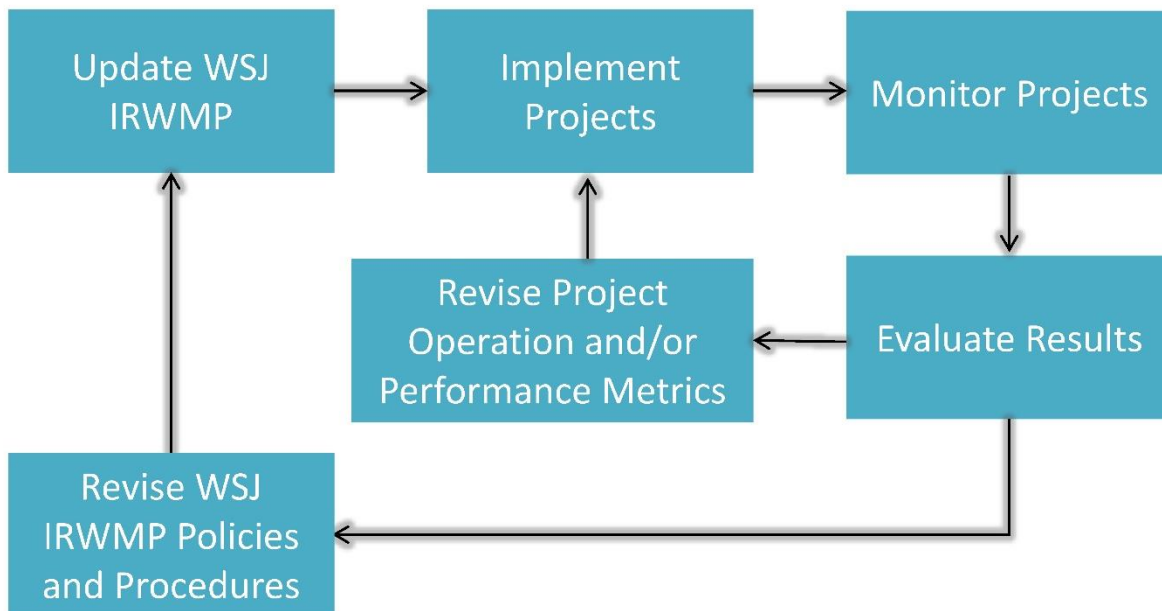 Update WSJ
IRWMP
Implement
Projects
Monitor Projects
Revise Project
Operation and/or
Performance Metrics
Evaluate Results
Revise WSJ
IRWMP Policies
and Procedures